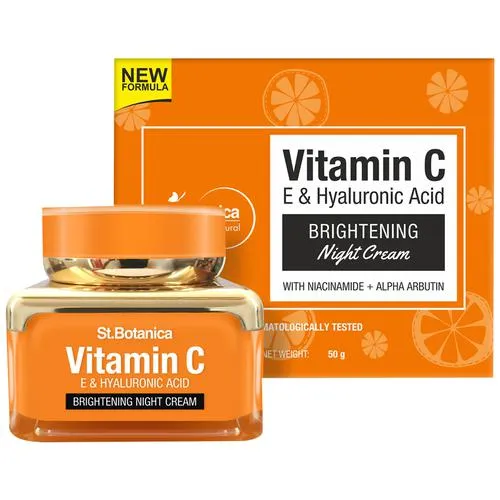 NEW
FORMULA
Vitamin C
E & Hyaluronic Acid
BRIGHTENING
Night Cream
WITH NIACINAMIDE + ALPHA ARBUTIN
TESTED
NET WEIGHT: 50 g
St.Botanica
Vitamin C
E & HYALURONIC ACID
BRIGHTENING NIGHT CREAM